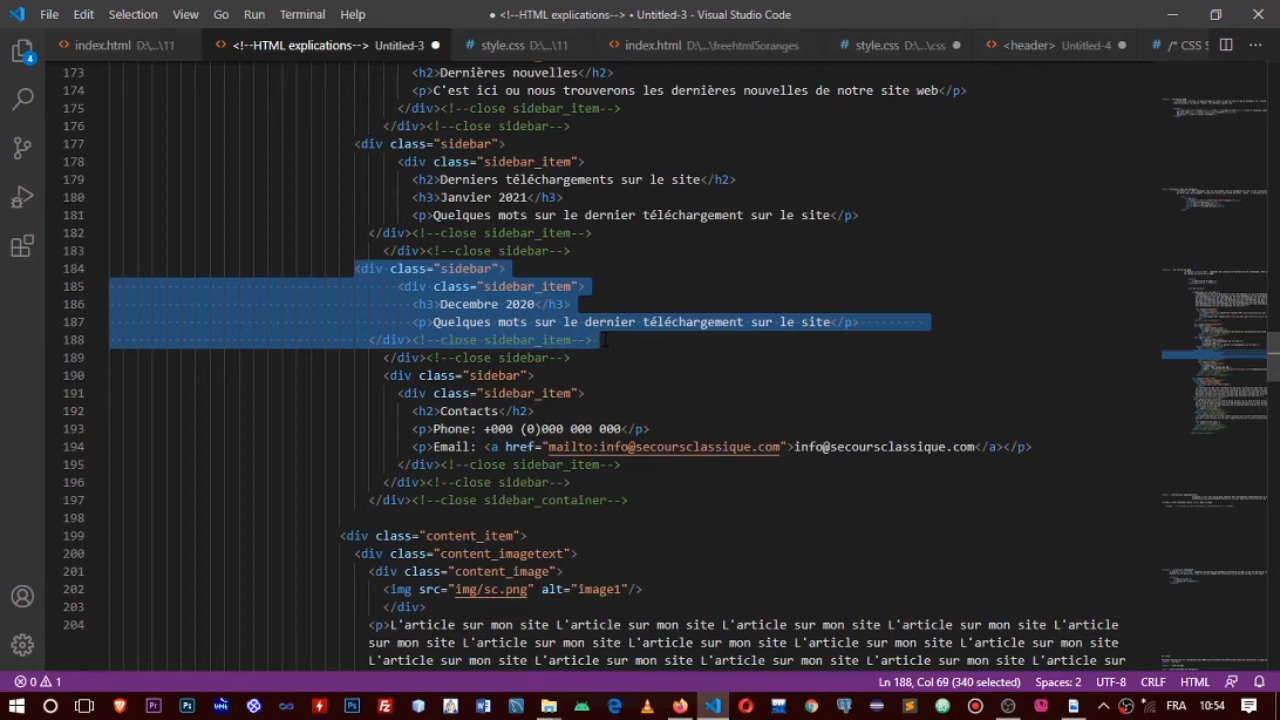 File Edit Selection View Go Run Terminal Help
● <!--HTML explications--> • Untitled-3 - Visual Studio Code
index.html D:\...\11
<!--HTML explications--> Untitled-3
style.css D:\...\11
index.html D:\...\freehtml5oranges
style.css D:\...\css
<header> Untitled-4
/* CSS S
4
173 <h2>Dernières nouvelles</h2>
174 <p>C'est ici ou nous trouverons les dernières nouvelles de notre site web</p>
175 </div><!--close sidebar_item-->
176 </div><!--close sidebar-->
177 <div class="sidebar">
178 <div class="sidebar_item">
179 <h2>Derniers téléchargements sur le site</h2>
180 <h3>Janvier 2021</h3>
181 <p>Quelques mots sur le dernier téléchargement sur le site</p>
182 </div><!--close sidebar_item-->
183 </div><!--close sidebar-->
184 <div class="sidebar">
185 <div class="sidebar_item">
186 <h3>Decembre 2020</h3>
187 <p>Quelques mots sur le dernier téléchargement sur le site</p>
188 </div><!--close sidebar_item-->
189 </div><!--close sidebar-->
190 <div class="sidebar">
191 <div class="sidebar_item">
192 <h2>Contacts</h2>
193 <p>Phone: +000 (0)000 000 000</p>
194 <p>Email: <a href="mailto:info@secoursclassique.com">info@secoursclassique.com</a></p>
195 </div><!--close sidebar_item-->
196 </div><!--close sidebar-->
197 </div><!--close sidebar_container-->
198
199 <div class="content_item">
200 <div class="content_imagetext">
201 <div class="content_image">
202 <img src="img/sc.png" alt="image1"/>
203 </div>
204 <p>L'article sur mon site L'article sur mon site L'article sur mon site L'article
sur mon site L'article sur mon site L'article sur mon site L'article sur mon site
L'article sur mon site L'article sur mon site L'article sur mon site L'article sur
0 1
Ln 188, Col 69 (340 selected) Spaces: 2 UTF-8 CRLF HTML
FRA 10:54